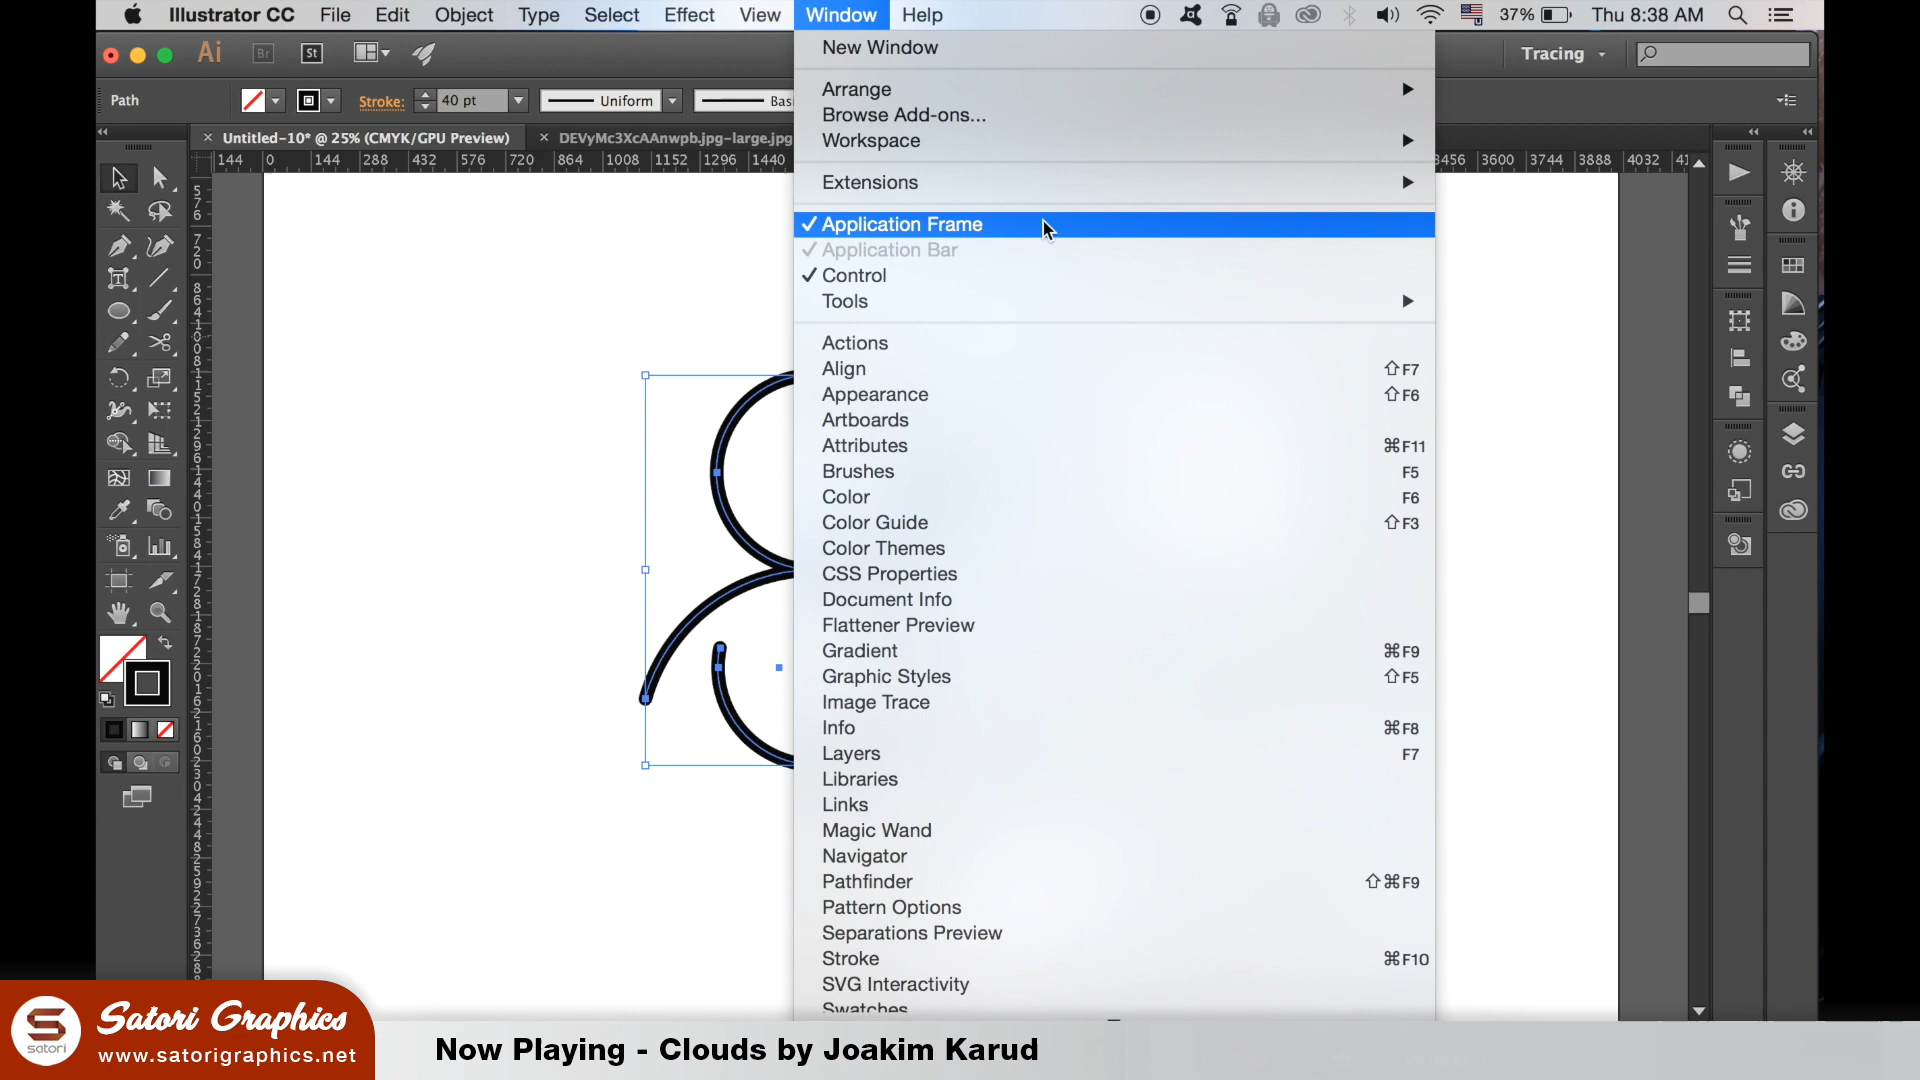 Illustrator CC File Edit Object Type Select Effect View Window Help 37% Thu 8:38 AM
Ai Br St Tracing
Path Stroke: 40 pt Uniform Basi
Untitled-10* @ 25% (CMYK/GPU Preview) DEVyMc3XcAAnwpb.jpg-large.jpg
144 0 144 288 432 576 720 864 1008 1152 1296 1440 3456 3600 3744 3888 4032
New Window
Arrange
Browse Add-ons...
Workspace
Extensions
✓ Application Frame
✓ Application Bar
✓ Control
Tools
Actions
Align ⇧F7
Appearance ⇧F6
Artboards
Attributes ⌘F11
Brushes F5
Color F6
Color Guide ⇧F3
Color Themes
CSS Properties
Document Info
Flattener Preview
Gradient ⌘F9
Graphic Styles ⇧F5
Image Trace
Info ⌘F8
Layers F7
Libraries
Links
Magic Wand
Navigator
Pathfinder ⇧⌘F9
Pattern Options
Separations Preview
Stroke ⌘F10
SVG Interactivity
Swatches
Satori Graphics
satori
www.satorigraphics.net
Now Playing - Clouds by Joakim Karud